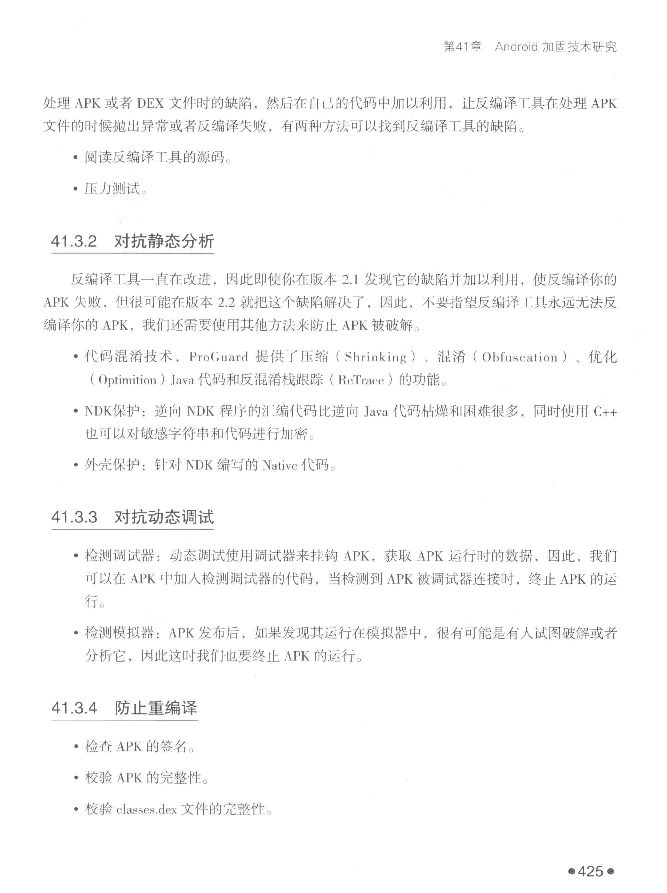 第41章 Android 加固技术研究
处理 APK 或者 DEX 文件时的缺陷，然后在自己的代码中加以利用，让反编译工具在处理 APK
文件的时候抛出异常或者反编译失败，有两种方法可以找到反编译工具的缺陷。
• 阅读反编译工具的源码。
• 压力测试。
41.3.2 对抗静态分析
反编译工具一直在改进，因此即使你在版本 2.1 发现它的缺陷并加以利用，使反编译你的
APK 失败，但很可能在版本 2.2 就把这个缺陷解决了，因此，不要指望反编译工具永远无法反
编译你的 APK，我们还需要使用其他方法来防止 APK 被破解。
• 代码混淆技术，ProGuard 提供了压缩（Shrinking）、混淆（Obfuscation）、优化
（Optimition）Java 代码和反混淆栈跟踪（ReTrace）的功能。
• NDK保护：逆向 NDK 程序的汇编代码比逆向 Java 代码枯燥和困难很多，同时使用 C++
也可以对敏感字符串和代码进行加密。
• 外壳保护：针对 NDK 编写的 Native 代码。
41.3.3 对抗动态调试
• 检测调试器：动态调试使用调试器来挂钩 APK，获取 APK 运行时的数据，因此，我们
可以在 APK 中加入检测调试器的代码，当检测到 APK 被调试器连接时，终止 APK 的运
行。
• 检测模拟器：APK 发布后，如果发现其运行在模拟器中，很有可能是有人试图破解或者
分析它，因此这时我们也要终止 APK 的运行。
41.3.4 防止重编译
• 检查 APK 的签名。
• 校验 APK 的完整性。
• 校验 classes.dex 文件的完整性。
●425●